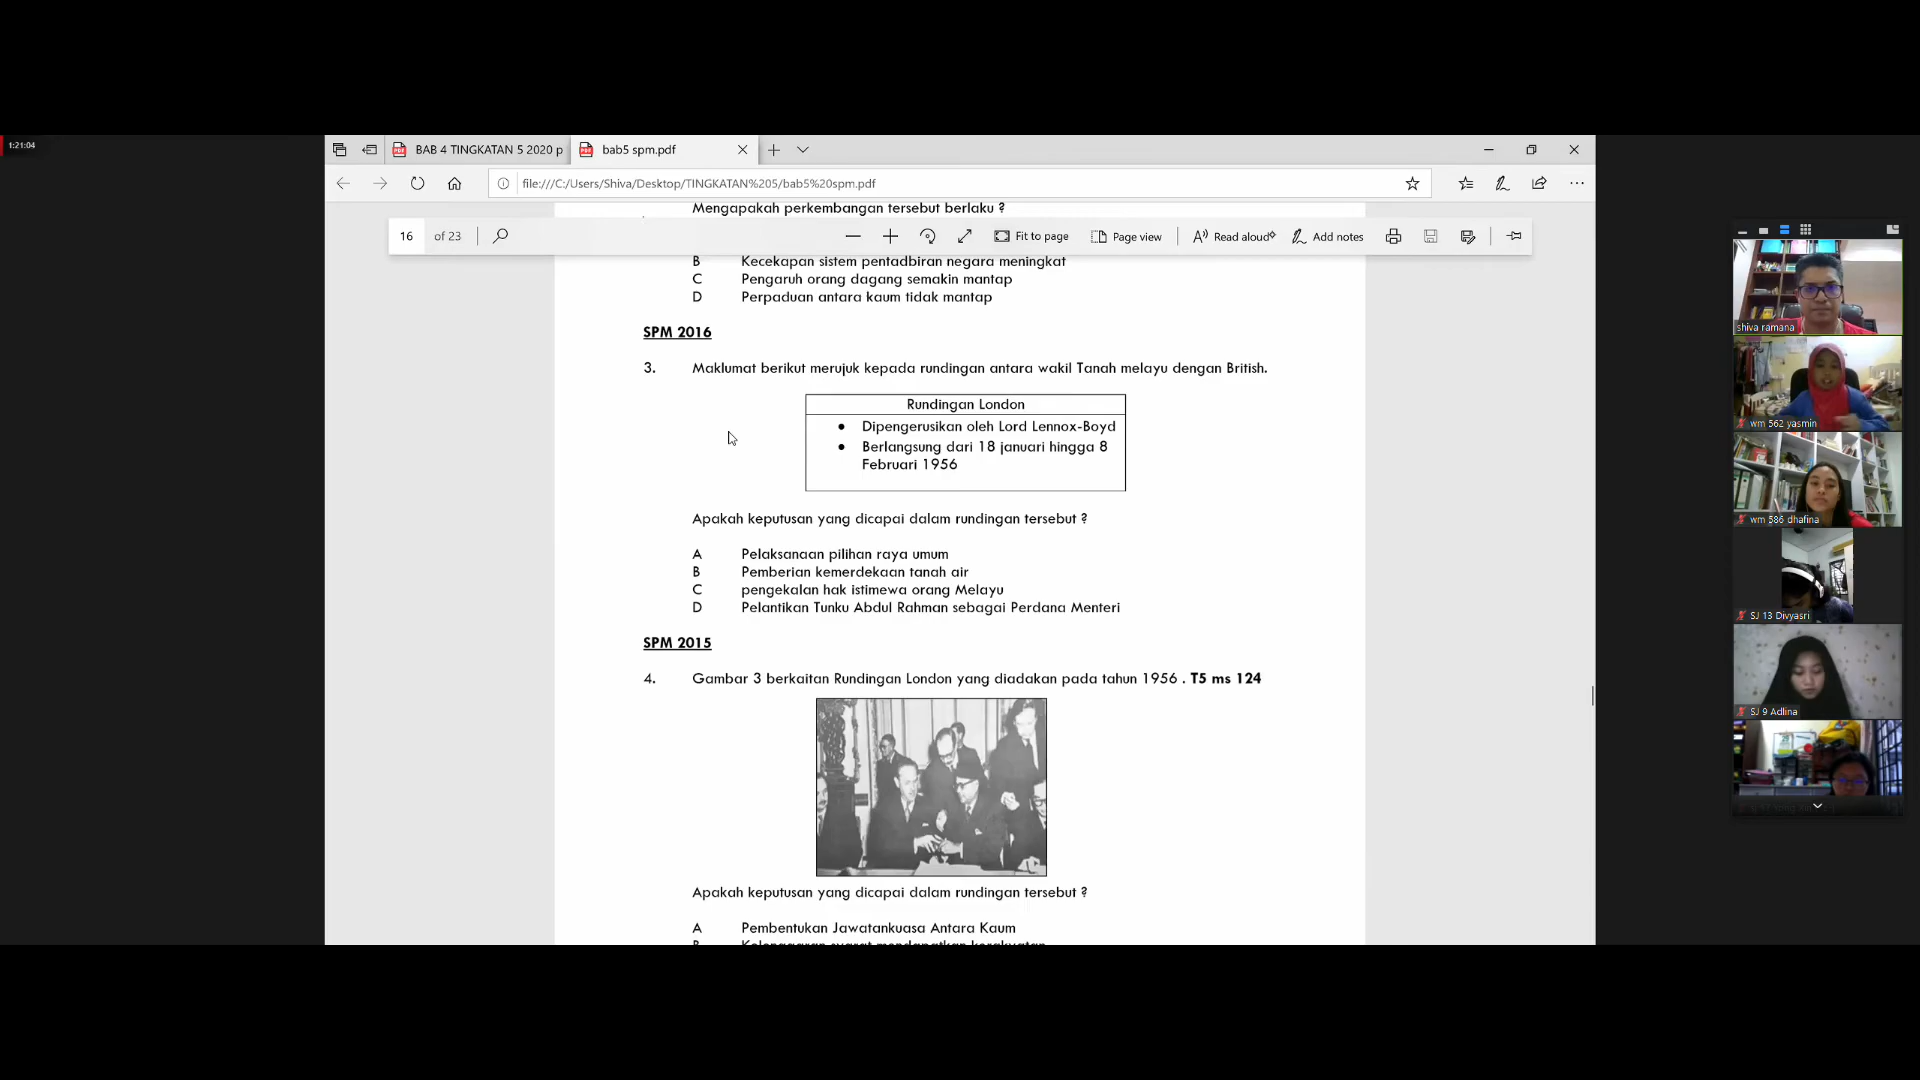 1:21:04
BAB 4 TINGKATAN 5 2020 p
bab5 spm.pdf
file:///C:/Users/Shiva/Desktop/TINGKATAN%205/bab5%20spm.pdf
Mengapakah perkembangan tersebut berlaku ?
16 of 23 Fit to page Page view Read aloud Add notes
B Kecekapan sistem pentadbiran negara meningkat
C Pengaruh orang dagang semakin mantap
D Perpaduan antara kaum tidak mantap
SPM 2016
3. Maklumat berikut merujuk kepada rundingan antara wakil Tanah melayu dengan British.
Rundingan London
• Dipengerusikan oleh Lord Lennox-Boyd
• Berlangsung dari 18 januari hingga 8
Februari 1956
Apakah keputusan yang dicapai dalam rundingan tersebut ?
A Pelaksanaan pilihan raya umum
B Pemberian kemerdekaan tanah air
C pengekalan hak istimewa orang Melayu
D Pelantikan Tunku Abdul Rahman sebagai Perdana Menteri
SPM 2015
4. Gambar 3 berkaitan Rundingan London yang diadakan pada tahun 1956 . T5 ms 124
Apakah keputusan yang dicapai dalam rundingan tersebut ?
A Pembentukan Jawatankuasa Antara Kaum
shiva ramana
wm 562 yasmin
wm 586 dhafina
SJ 13 Divyasri
SJ 9 Adlina